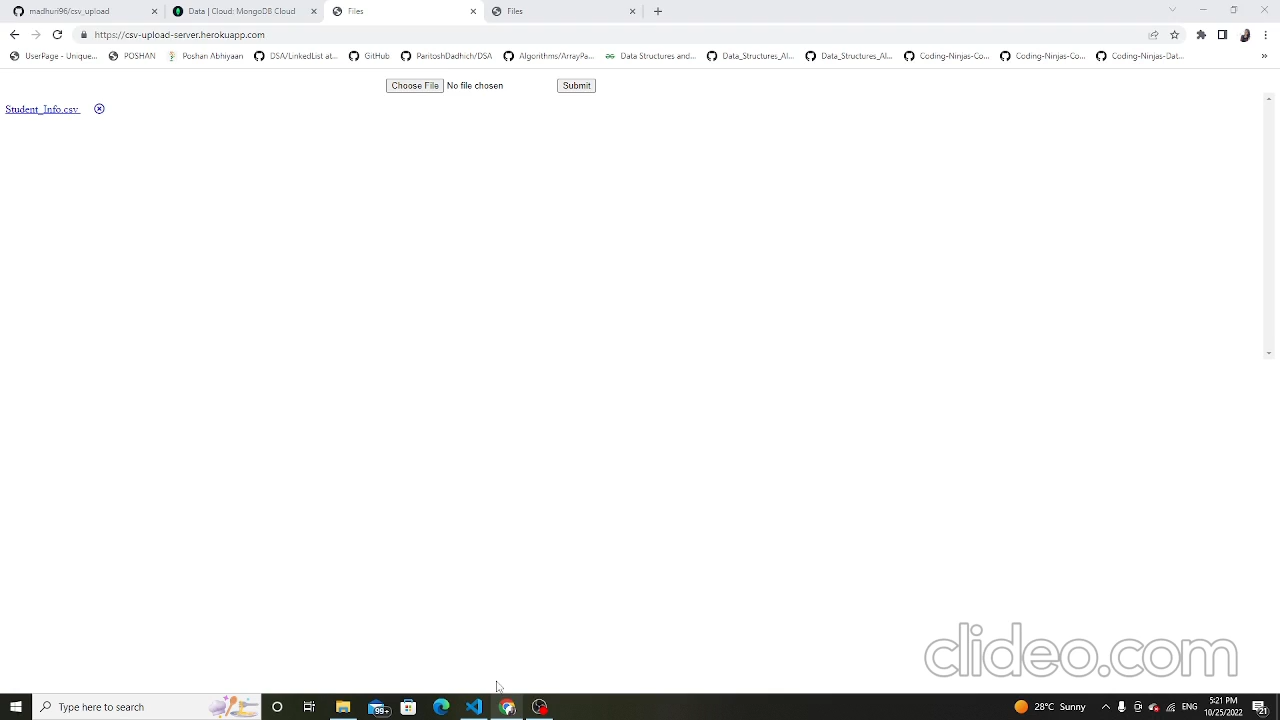 madhuri96/csv_upload
Data | Cloud: MongoDB Cloud
Files
Files
https://csv-upload-server.herokuapp.com
UserPage - Unique...
POSHAN
Poshan Abhiyaan
DSA/LinkedList at...
GitHub
ParitoshDadhich/DSA
Algorithms/ArrayPa...
Data Structures and...
Data_Structures_Al...
Data_Structures_Al...
Coding-Ninjas-Co...
Coding-Ninjas-Co...
Coding-Ninjas-Dat...
Choose File No file chosen
Submit
Student_Info.csv
clideo.com
Type here to search
99+
28°C Sunny
ENG
5:21 PM
10/25/2022
2